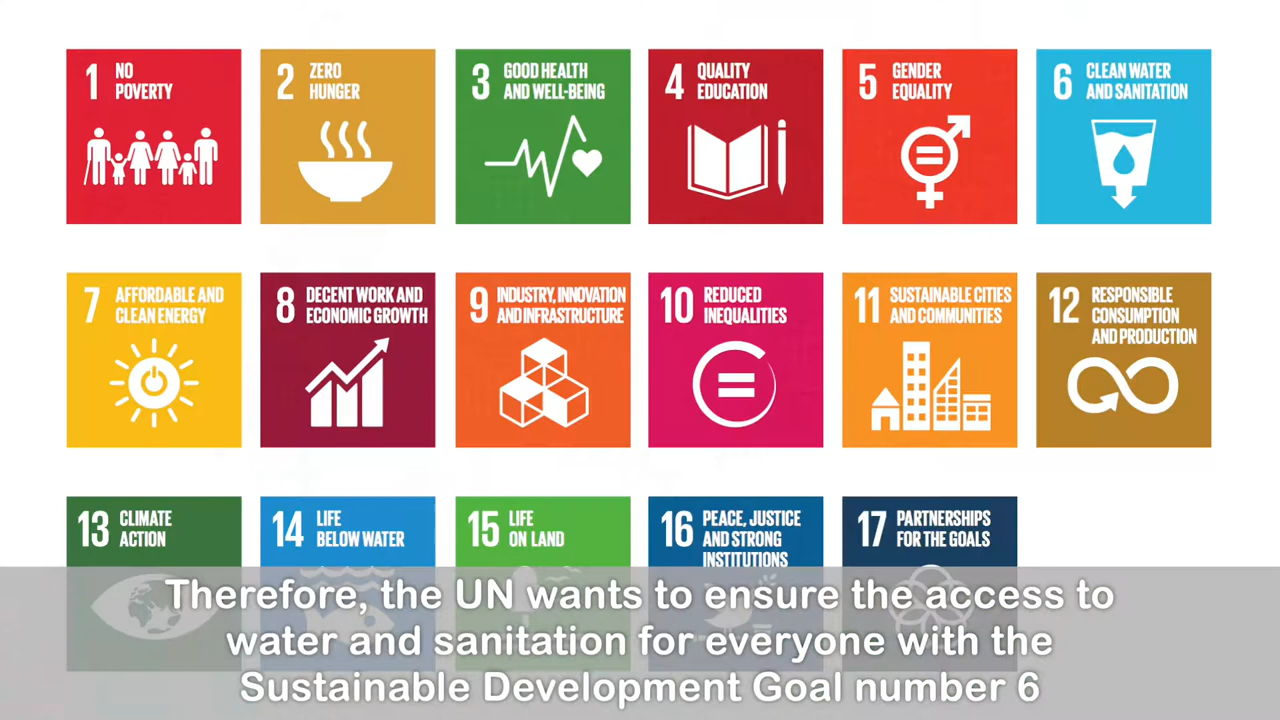 1 NO
POVERTY
2 ZERO
HUNGER
3 GOOD HEALTH
AND WELL-BEING
4 QUALITY
EDUCATION
5 GENDER
EQUALITY
6 CLEAN WATER
AND SANITATION
7 AFFORDABLE AND
CLEAN ENERGY
8 DECENT WORK AND
ECONOMIC GROWTH
9 INDUSTRY, INNOVATION
AND INFRASTRUCTURE
10 REDUCED
INEQUALITIES
11 SUSTAINABLE CITIES
AND COMMUNITIES
12 RESPONSIBLE
CONSUMPTION
AND PRODUCTION
13 CLIMATE
ACTION
14 LIFE
BELOW WATER
15 LIFE
ON LAND
16 PEACE, JUSTICE
AND STRONG
INSTITUTIONS
17 PARTNERSHIPS
FOR THE GOALS
Therefore, the UN wants to ensure the access to
water and sanitation for everyone with the
Sustainable Development Goal number 6